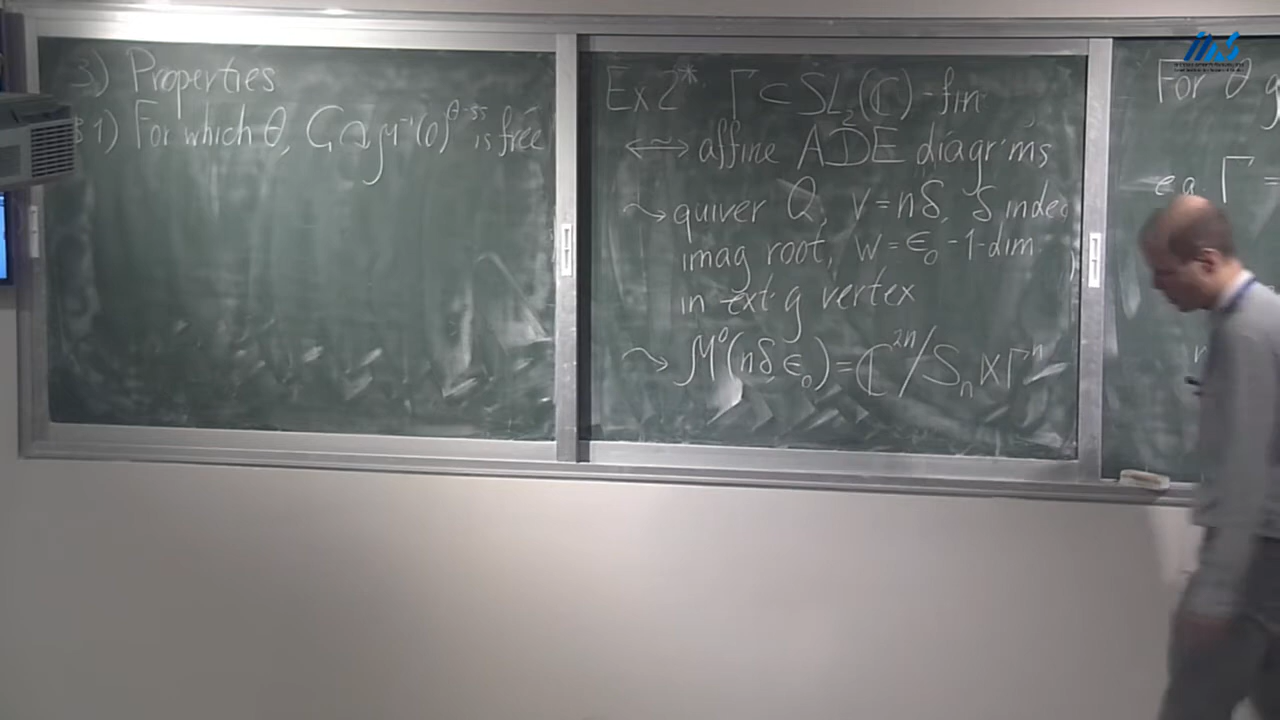 3) Properties
1) For which θ, G ↷ μ⁻¹(0)^{θ-ss} is free
Ex 2* Γ ⊂ SL₂(ℂ) - fin
⟷ affine ADE diagrams
⇝ quiver Q, v = nδ, δ indec
imag root, w = ϵ₀ - 1-dim
in ext g vertex
⇝ M⁰(nδ, ϵ₀) = ℂ²ⁿ/Sₙ ⋉ Γⁿ
For θ g
e.g. Γ =